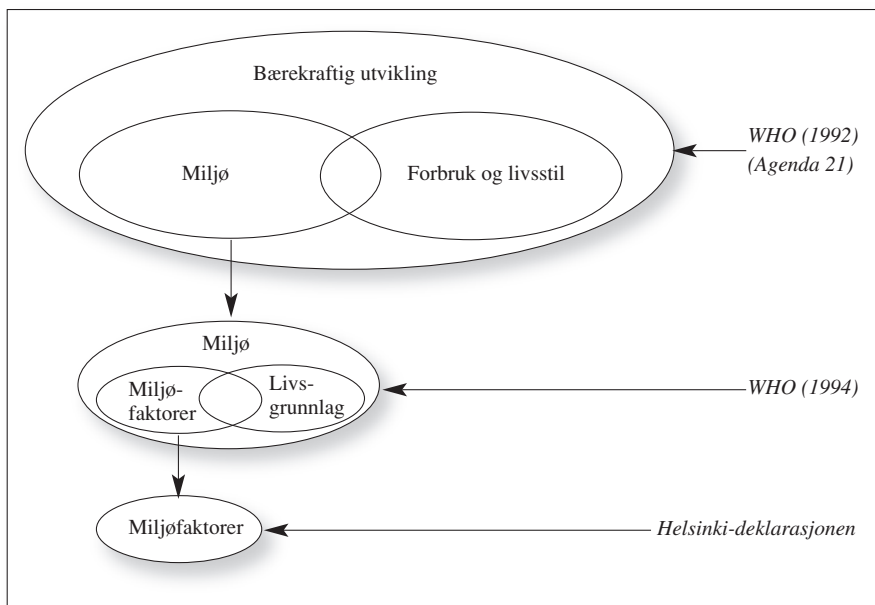 Bærekraftig utvikling
Miljø
Forbruk og livsstil
WHO (1992)
(Agenda 21)
Miljø
Miljø-
faktorer
Livs-
grunnlag
WHO (1994)
Miljøfaktorer
Helsinki-deklarasjonen